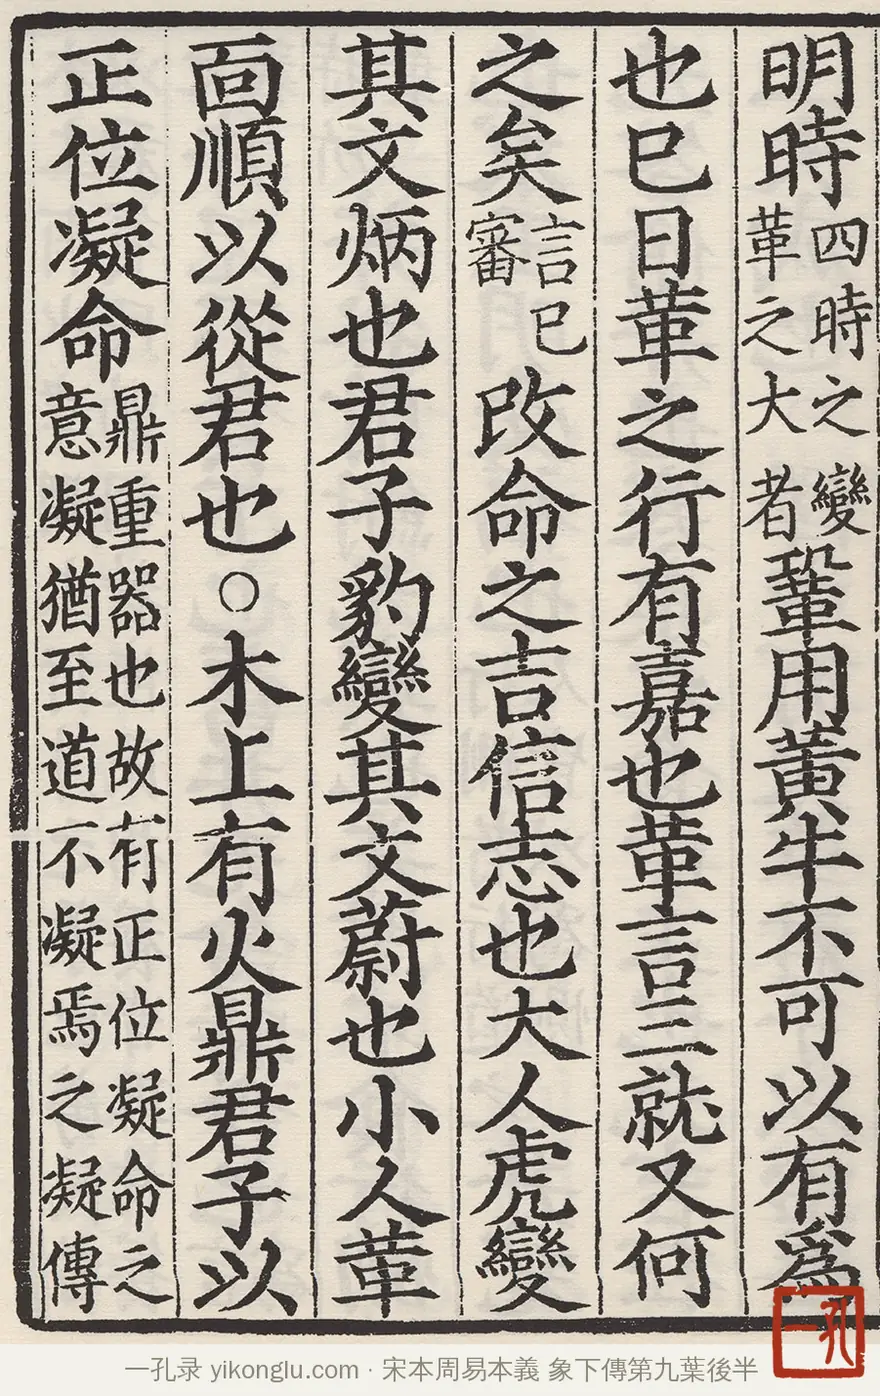 明時四時之變革之大者鞏用黃牛不可以有爲
也巳日革之行有嘉也革言三就又何
之矣言巳審改命之吉信志也大人虎變
其文炳也君子豹變其文蔚也小人革
面順以從君也○木上有火鼎君子以
正位凝命鼎重器也故有正位凝命之意凝猶至道不凝焉之凝傳
一孔录 yikonglu.com · 宋本周易本義 象下傳第九葉後半
一孔